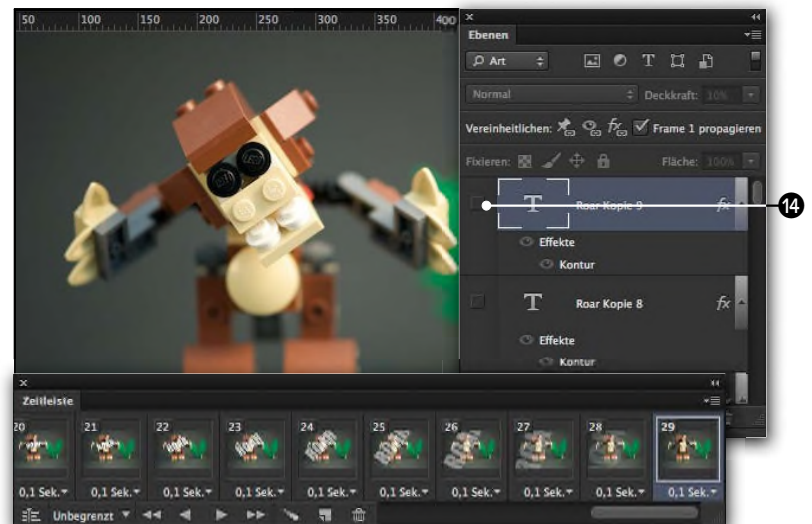 50 100 150 200 250 300 350 400
Ebenen
Art
Normal Deckkraft: 10%
Vereinheitlichen: Frame 1 propagieren
Fixieren: Fläche: 100%
T Roar Kopie 9 fx
14
Effekte
Kontur
T Roar Kopie 8 fx
Effekte
Kontur
Zeitleiste
20 21 22 23 24 25 26 27 28 29
0,1 Sek. 0,1 Sek. 0,1 Sek. 0,1 Sek. 0,1 Sek. 0,1 Sek. 0,1 Sek. 0,1 Sek. 0,1 Sek. 0,1 Sek.
Unbegrenzt